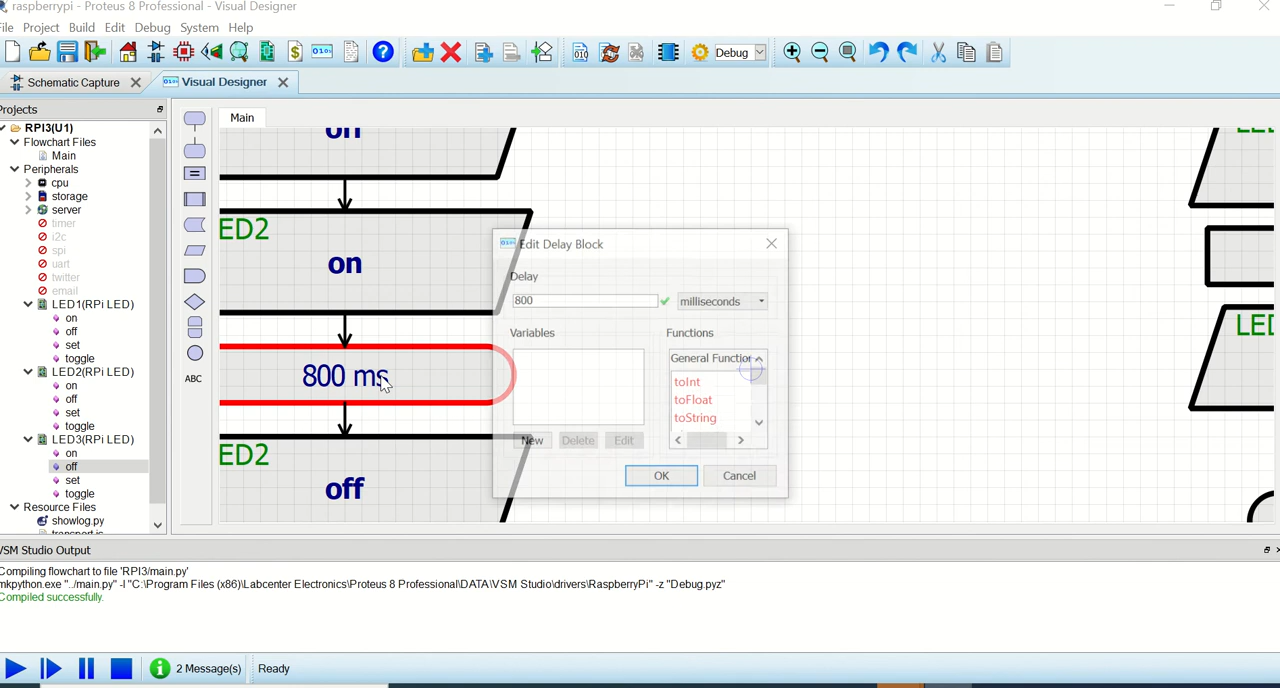 raspberrypi - Proteus 8 Professional - Visual Designer
File Project Build Edit Debug System Help
Debug
Schematic Capture
Visual Designer
Projects
RPI3(U1)
Flowchart Files
Main
Peripherals
cpu
storage
server
timer
i2c
spi
uart
twitter
email
LED1(RPi LED)
on
off
set
toggle
LED2(RPi LED)
on
off
set
toggle
LED3(RPi LED)
on
off
set
toggle
Resource Files
showlog.py
ABC
Main
off
ED2
on
800 ms
ED2
off
Edit Delay Block
Delay
800 milliseconds
Variables
Functions
General Function
toInt
toFloat
toString
New Delete Edit
OK Cancel
LED
LED
VSM Studio Output
Compiling flowchart to file 'RPI3/main.py'
mkpython.exe "../main.py" -I "C:\Program Files (x86)\Labcenter Electronics\Proteus 8 Professional\DATA\VSM Studio\drivers\RaspberryPi" -z "Debug.pyz"
Compiled successfully.
2 Message(s) Ready